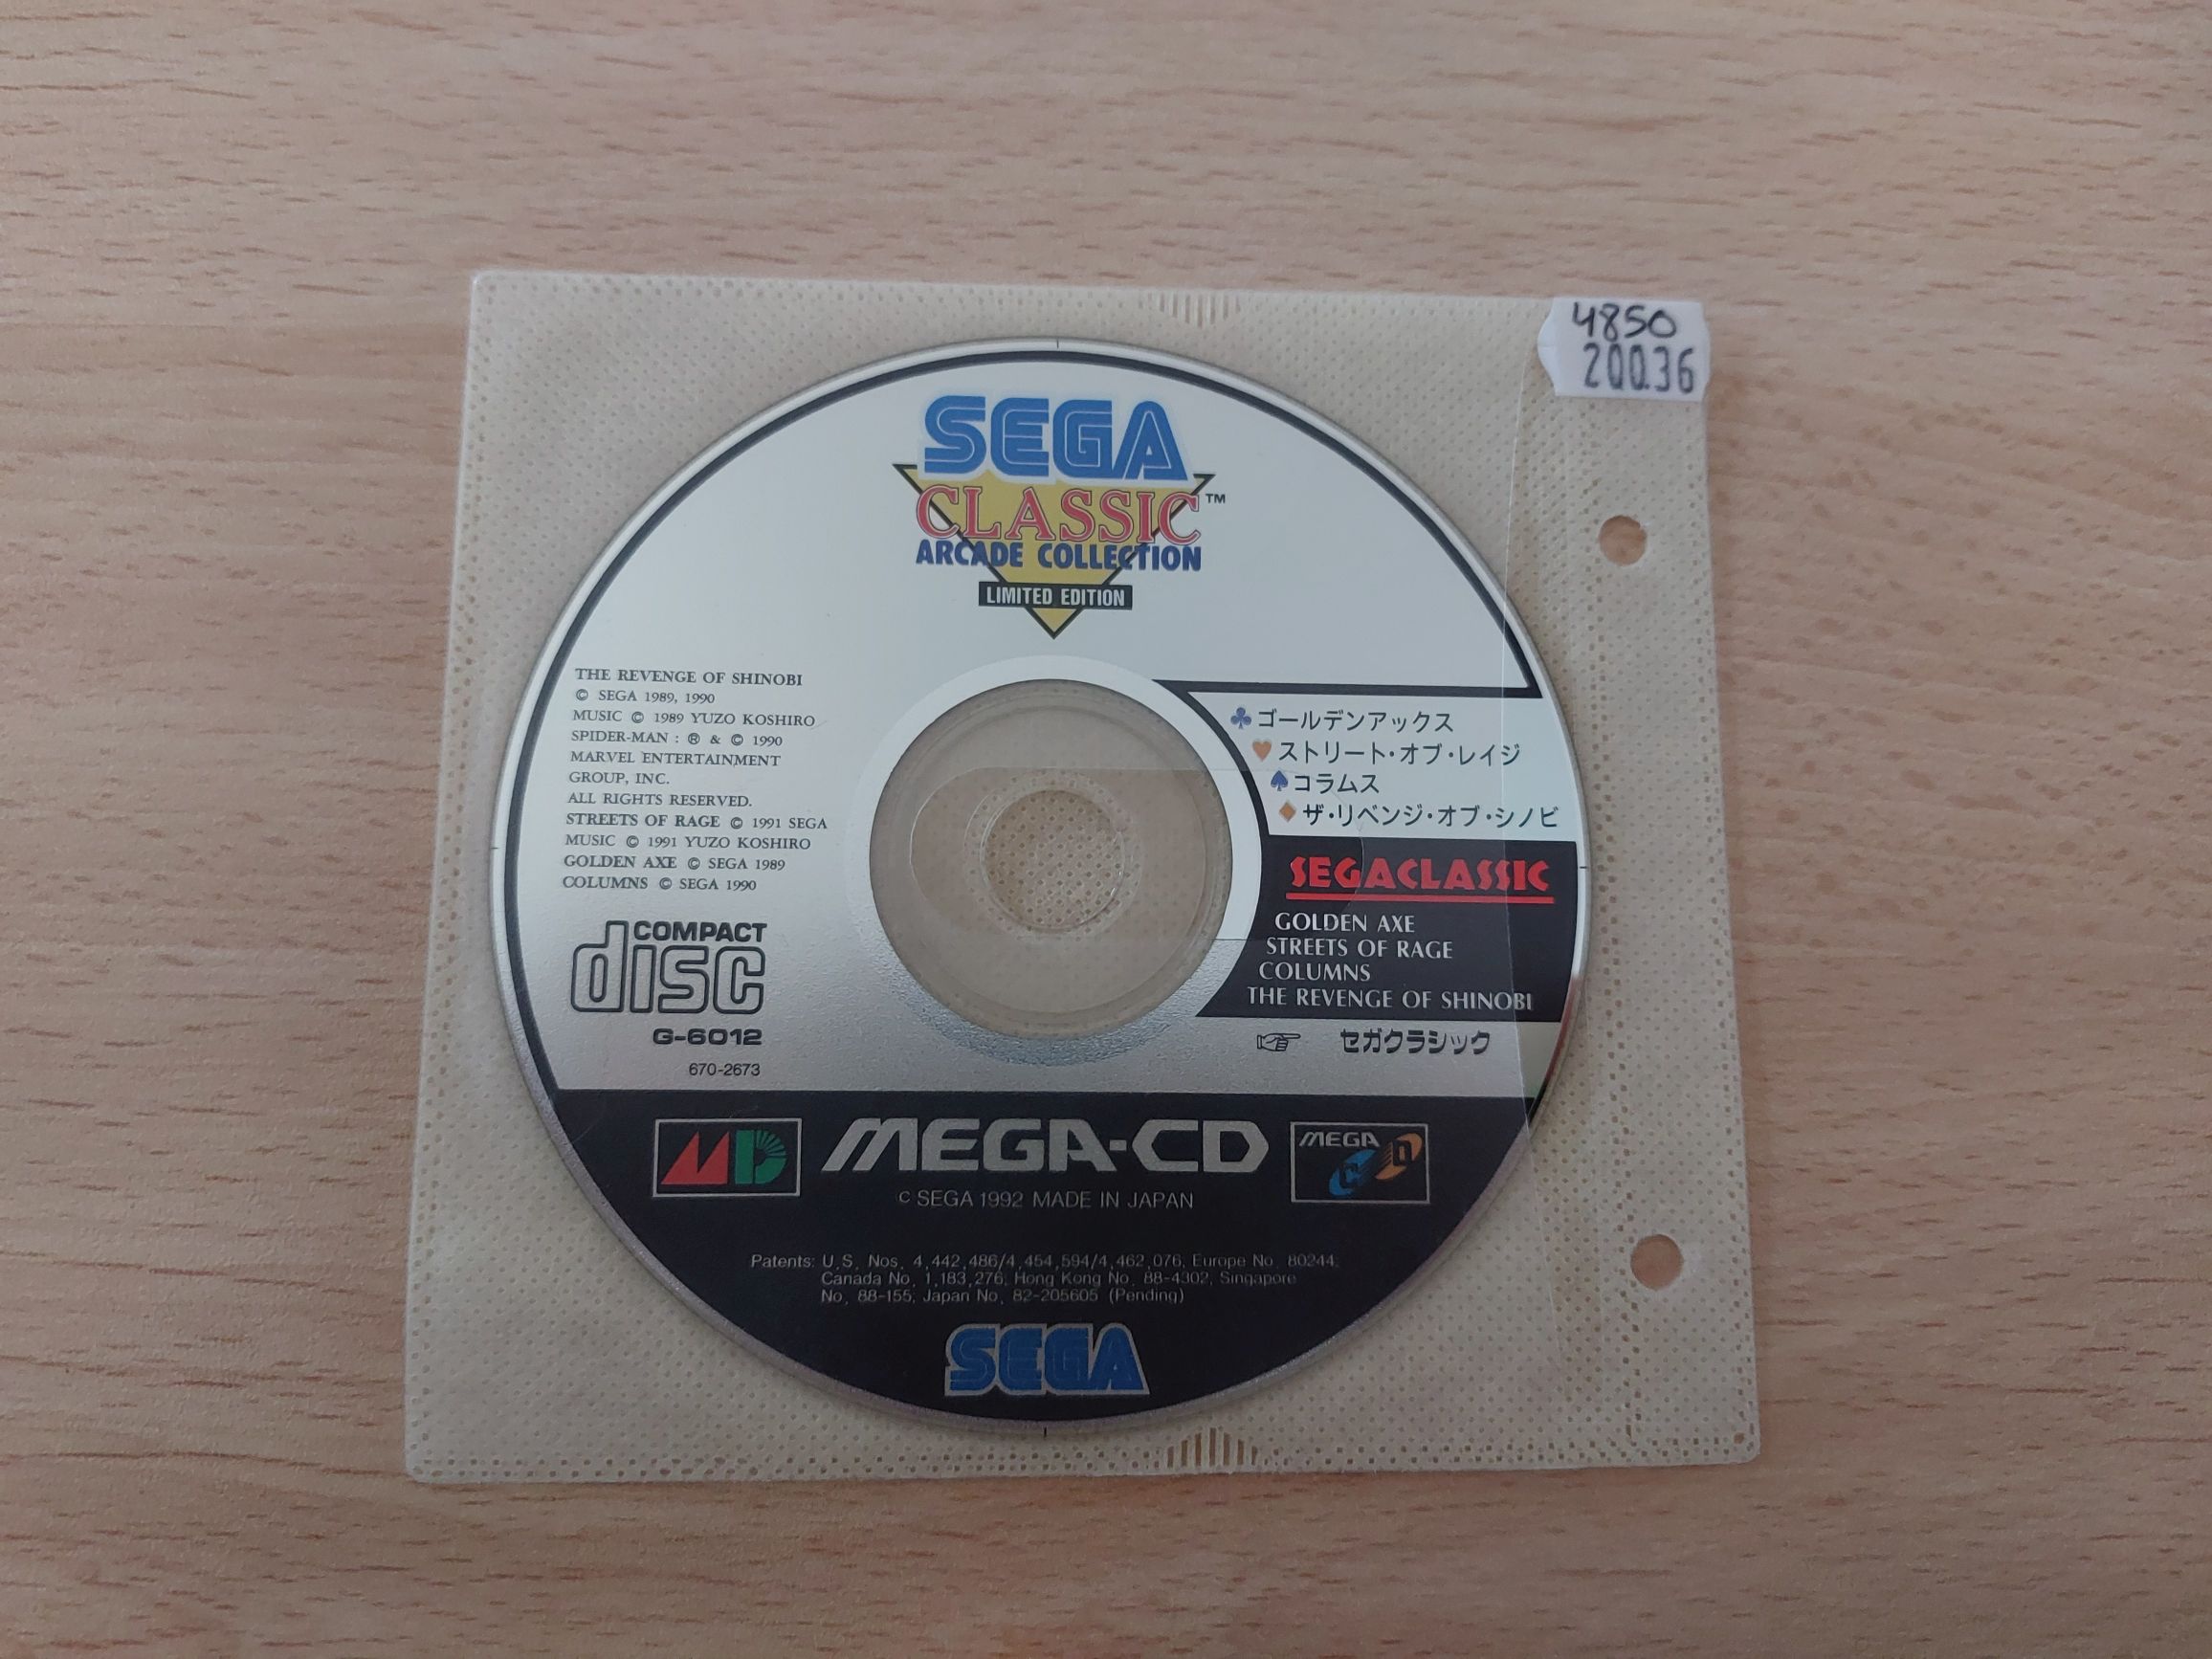 4850
20036
SEGA
CLASSIC™
ARCADE COLLECTION
LIMITED EDITION
THE REVENGE OF SHINOBI
© SEGA 1989, 1990
MUSIC © 1989 YUZO KOSHIRO
SPIDER-MAN : ® & © 1990
MARVEL ENTERTAINMENT
GROUP, INC.
ALL RIGHTS RESERVED.
STREETS OF RAGE © 1991 SEGA
MUSIC © 1991 YUZO KOSHIRO
GOLDEN AXE © SEGA 1989
COLUMNS © SEGA 1990
COMPACT
disc
G-6012
670-2673
♣ゴールデンアックス
♥ストリート・オブ・レイジ
♠コラムス
♦ザ・リベンジ・オブ・シノビ
SEGACLASSIC
GOLDEN AXE
STREETS OF RAGE
COLUMNS
THE REVENGE OF SHINOBI
☞ セガクラシック
MD
MEGA-CD
MEGA
CD
© SEGA 1992 MADE IN JAPAN
Patents: U.S. Nos. 4,442,486/4,454,594/4,462,076; Europe No. 80244;
Canada No. 1,183,276; Hong Kong No. 88-4302; Singapore
No. 88-155; Japan No. 82-205605 (Pending)
SEGA